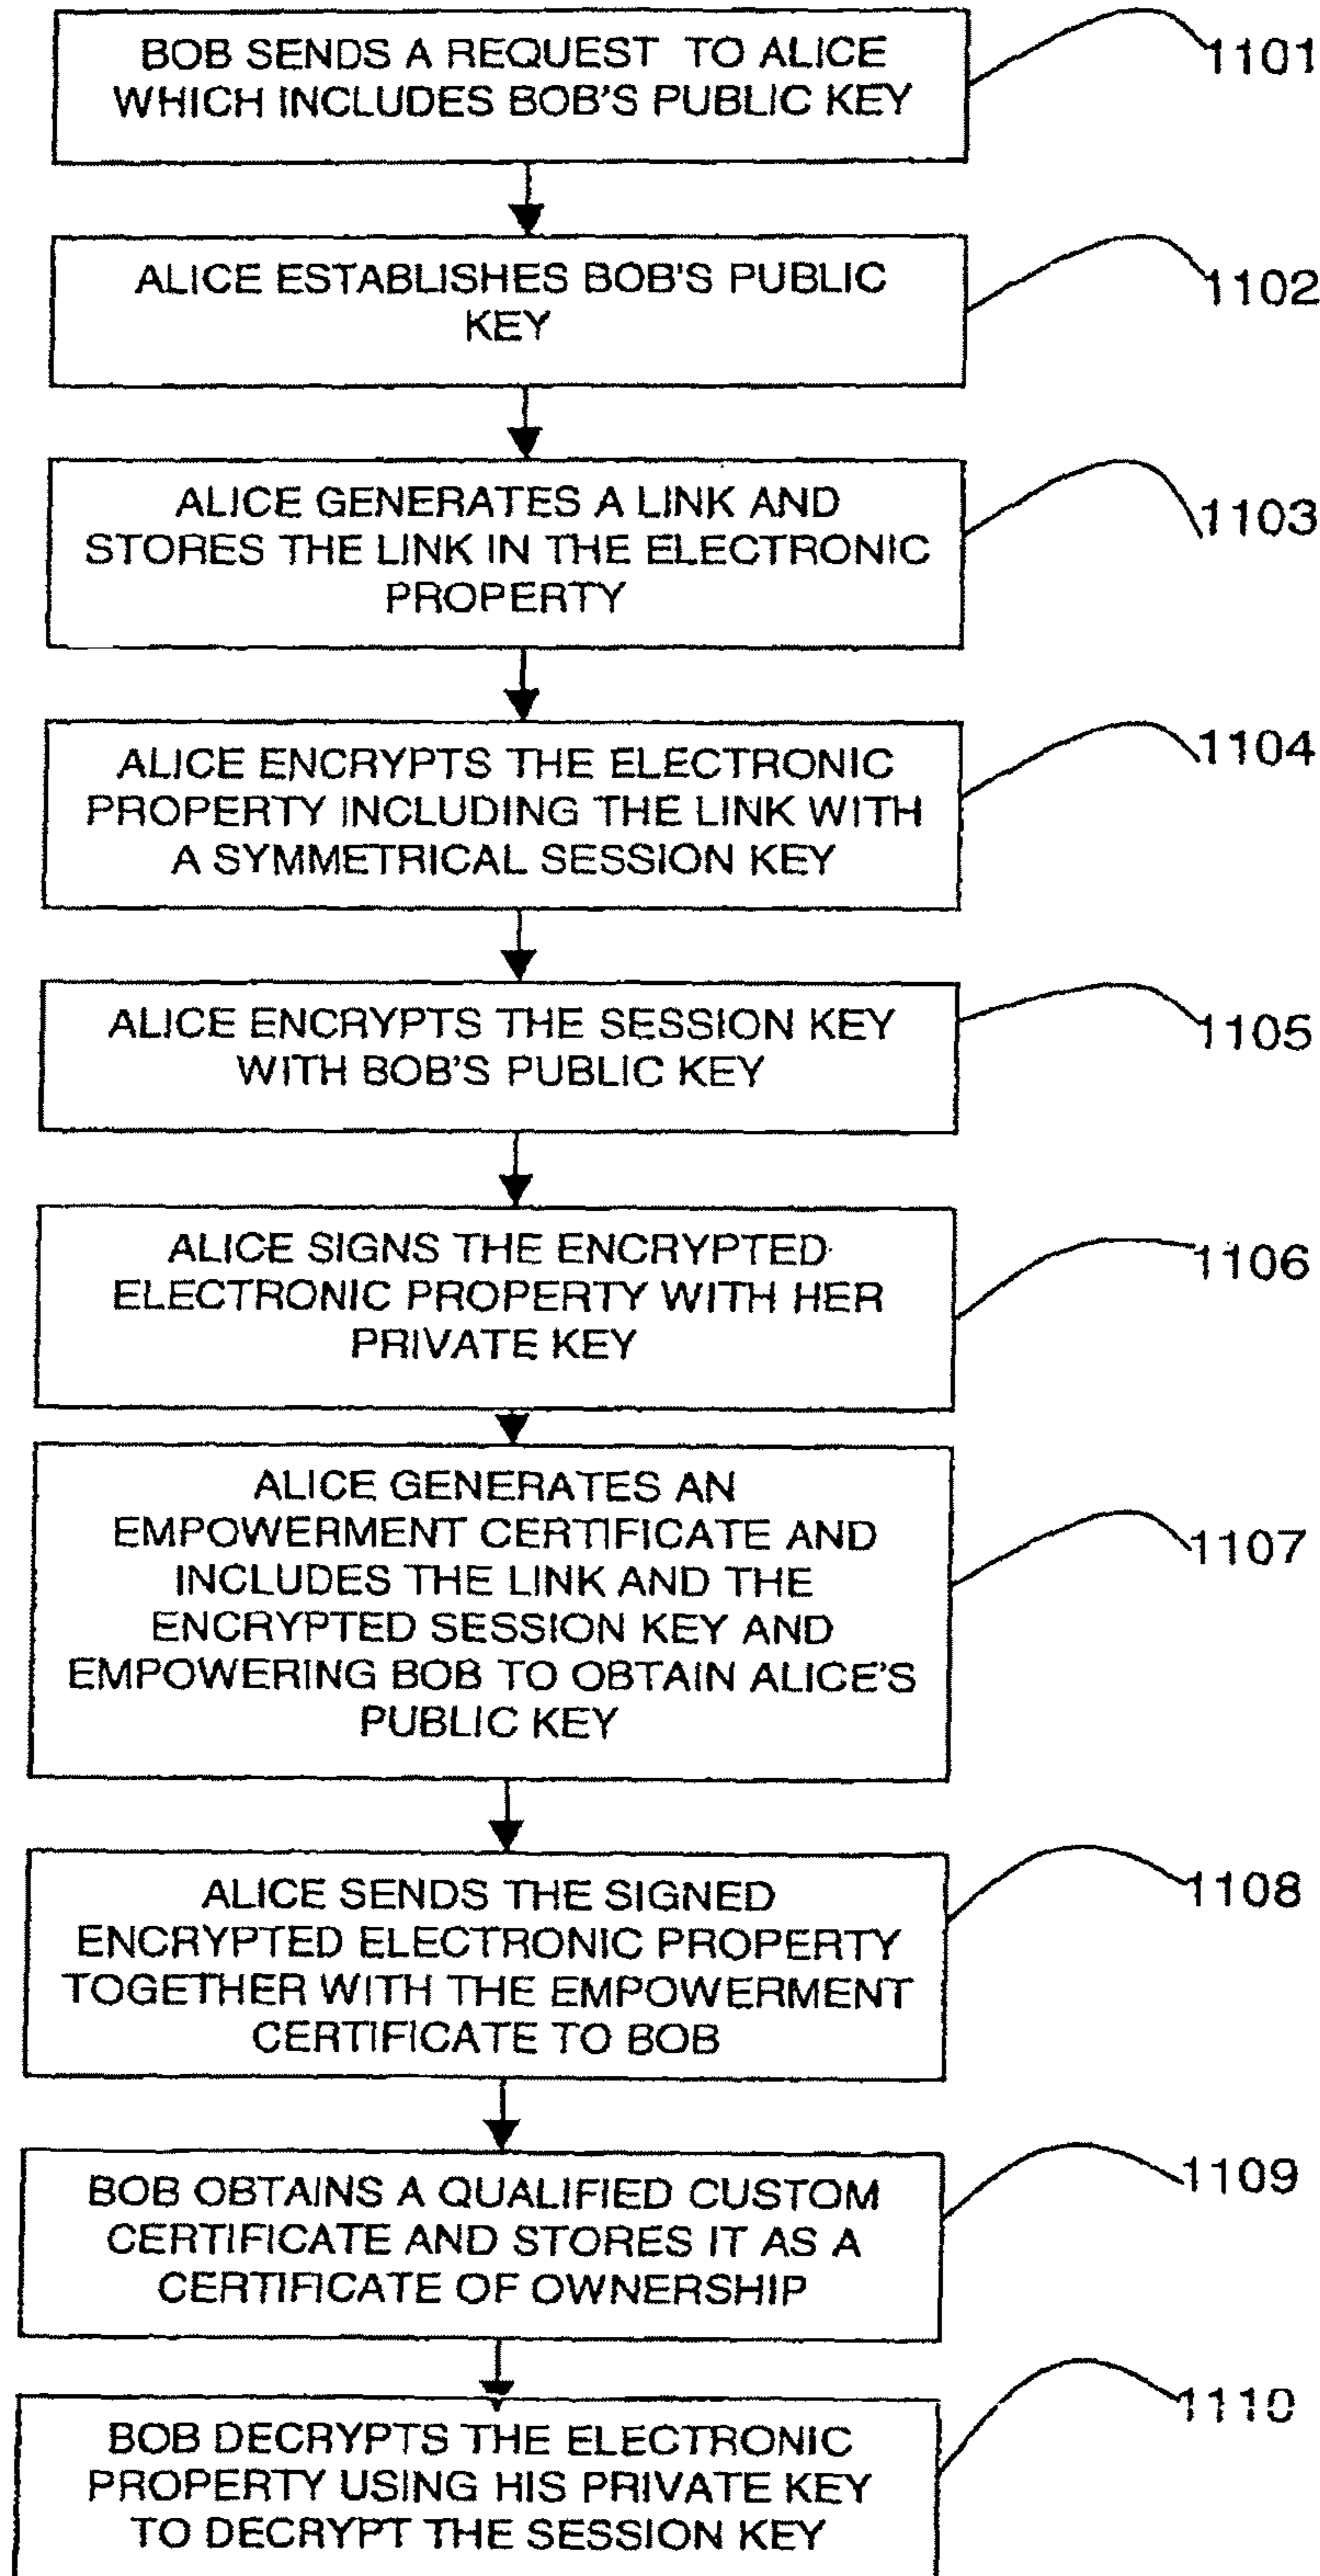 BOB SENDS A REQUEST TO ALICE
WHICH INCLUDES BOB'S PUBLIC KEY
1101
ALICE ESTABLISHES BOB'S PUBLIC
KEY
1102
ALICE GENERATES A LINK AND
STORES THE LINK IN THE ELECTRONIC
PROPERTY
1103
ALICE ENCRYPTS THE ELECTRONIC
PROPERTY INCLUDING THE LINK WITH
A SYMMETRICAL SESSION KEY
1104
ALICE ENCRYPTS THE SESSION KEY
WITH BOB'S PUBLIC KEY
1105
ALICE SIGNS THE ENCRYPTED
ELECTRONIC PROPERTY WITH HER
PRIVATE KEY
1106
ALICE GENERATES AN
EMPOWERMENT CERTIFICATE AND
INCLUDES THE LINK AND THE
ENCRYPTED SESSION KEY AND
EMPOWERING BOB TO OBTAIN ALICE'S
PUBLIC KEY
1107
ALICE SENDS THE SIGNED
ENCRYPTED ELECTRONIC PROPERTY
TOGETHER WITH THE EMPOWERMENT
CERTIFICATE TO BOB
1108
BOB OBTAINS A QUALIFIED CUSTOM
CERTIFICATE AND STORES IT AS A
CERTIFICATE OF OWNERSHIP
1109
BOB DECRYPTS THE ELECTRONIC
PROPERTY USING HIS PRIVATE KEY
TO DECRYPT THE SESSION KEY
1110